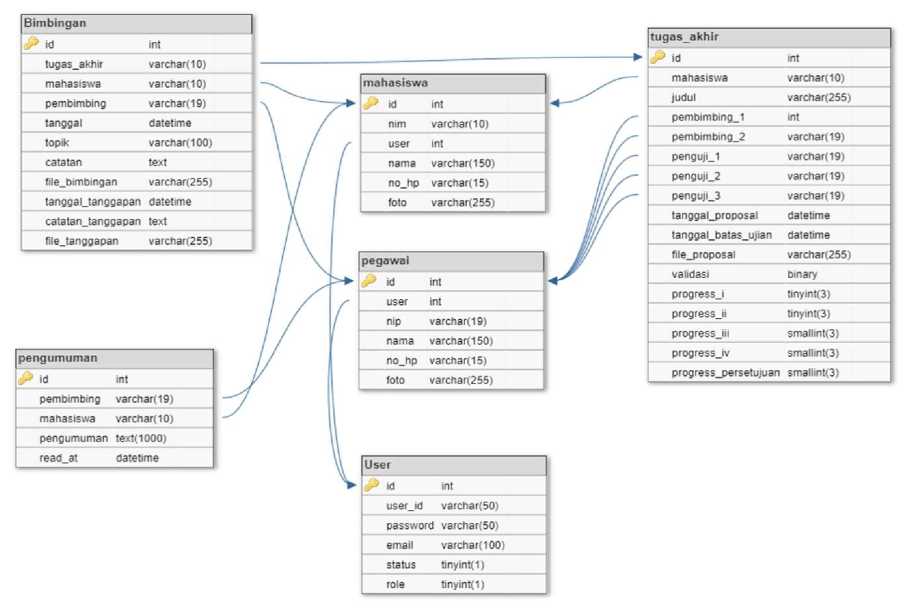 Bimbingan
id int
tugas_akhir varchar(10)
mahasiswa varchar(10)
pembimbing varchar(19)
tanggal datetime
topik varchar(100)
catatan text
file_bimbingan varchar(255)
tanggal_tanggapan datetime
catatan_tanggapan text
file_tanggapan varchar(255)
mahasiswa
id int
nim varchar(10)
user int
nama varchar(150)
no_hp varchar(15)
foto varchar(255)
tugas_akhir
id int
mahasiswa varchar(10)
judul varchar(255)
pembimbing_1 int
pembimbing_2 varchar(19)
penguji_1 varchar(19)
penguji_2 varchar(19)
penguji_3 varchar(19)
tanggal_proposal datetime
tanggal_batas_ujian datetime
file_proposal varchar(255)
validasi binary
progress_i tinyint(3)
progress_ii tinyint(3)
progress_iii smallint(3)
progress_iv smallint(3)
progress_persetujuan smallint(3)
pegawai
id int
user int
nip varchar(19)
nama varchar(150)
no_hp varchar(15)
foto varchar(255)
pengumuman
id int
pembimbing varchar(19)
mahasiswa varchar(10)
pengumuman text(1000)
read_at datetime
User
id int
user_id varchar(50)
password varchar(50)
email varchar(100)
status tinyint(1)
role tinyint(1)